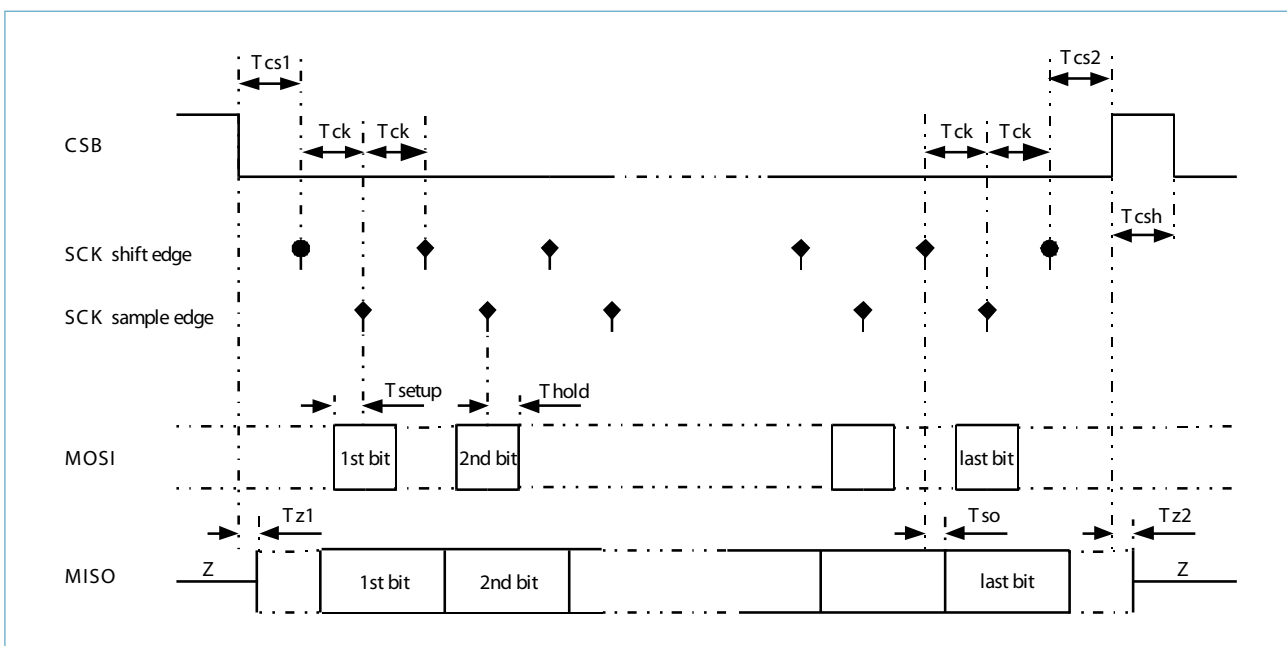 Tcs1
Tcs2
Tck Tck
Tck Tck
CSB
Tcsh
SCK shift edge
SCK sample edge
Tsetup
Thold
MOSI
1st bit
2nd bit
last bit
Tz1
Tso
Tz2
MISO
Z
1st bit
2nd bit
last bit
Z